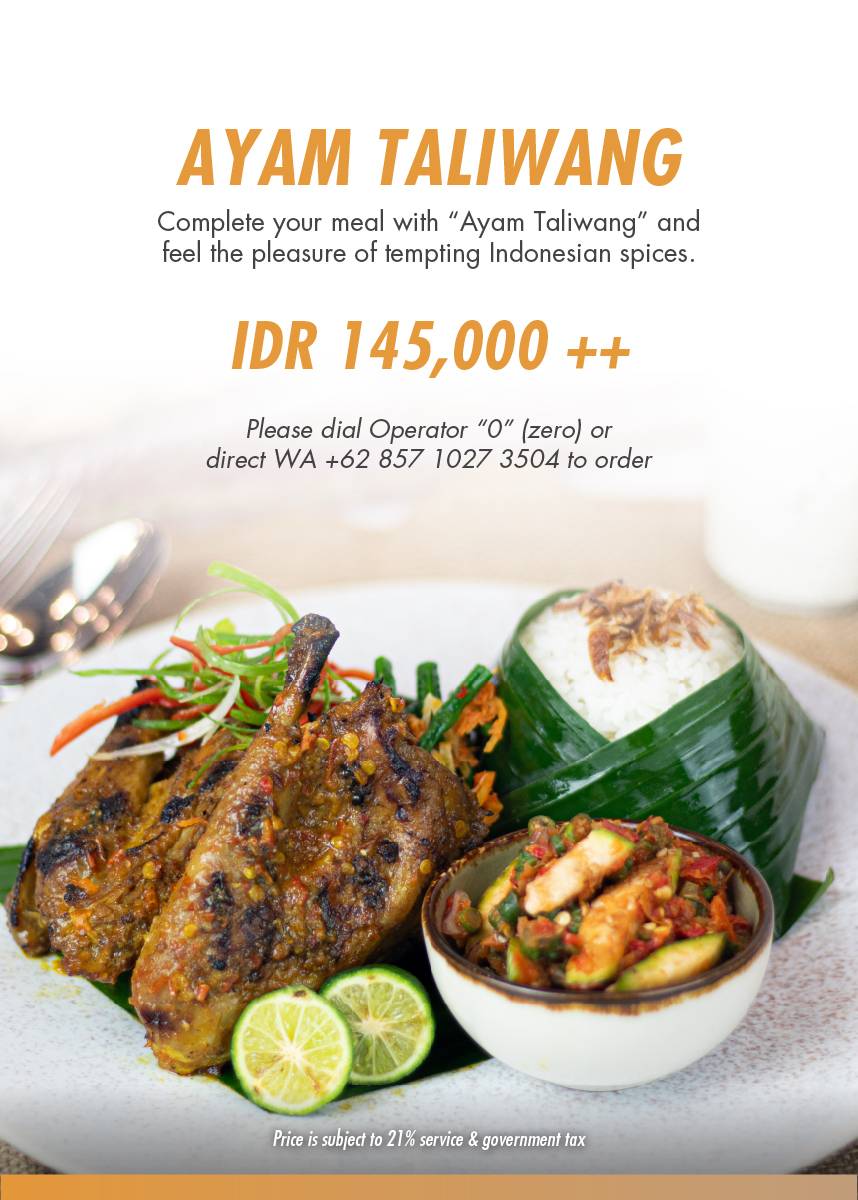 AYAM TALIWANG
Complete your meal with “Ayam Taliwang” and
feel the pleasure of tempting Indonesian spices.
IDR 145,000 ++
Please dial Operator “0” (zero) or
direct WA +62 857 1027 3504 to order
Price is subject to 21% service & government tax